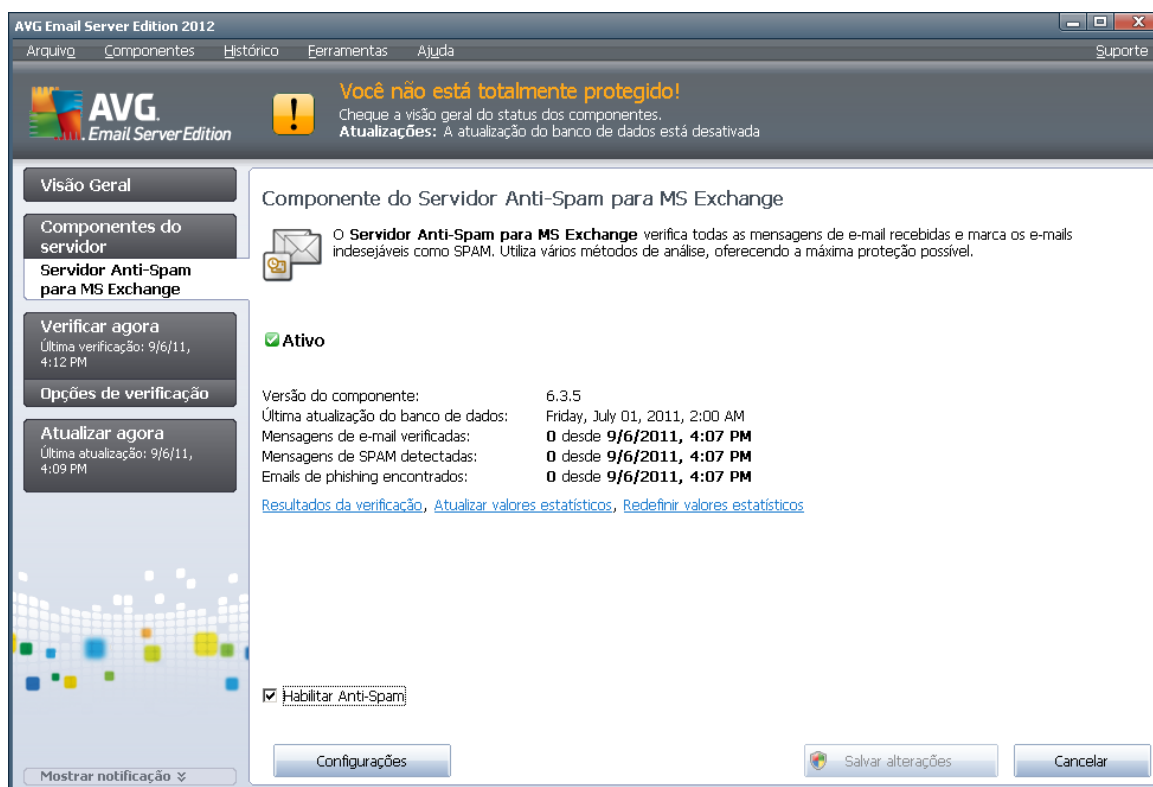 AVG Email Server Edition 2012
Arquivo Componentes Histórico Ferramentas Ajuda Suporte
AVG.
Email Server Edition
!
Você não está totalmente protegido!
Cheque a visão geral do status dos componentes.
Atualizações: A atualização do banco de dados está desativada
Visão Geral
Componentes do
servidor
Servidor Anti-Spam
para MS Exchange
Verificar agora
Última verificação: 9/6/11,
4:12 PM
Opções de verificação
Atualizar agora
Última atualização: 9/6/11,
4:09 PM
Mostrar notificação
Componente do Servidor Anti-Spam para MS Exchange
O Servidor Anti-Spam para MS Exchange verifica todas as mensagens de e-mail recebidas e marca os e-mails
indesejáveis como SPAM. Utiliza vários métodos de análise, oferecendo a máxima proteção possível.
Ativo
Versão do componente: 6.3.5
Última atualização do banco de dados: Friday, July 01, 2011, 2:00 AM
Mensagens de e-mail verificadas: 0 desde 9/6/2011, 4:07 PM
Mensagens de SPAM detectadas: 0 desde 9/6/2011, 4:07 PM
Emails de phishing encontrados: 0 desde 9/6/2011, 4:07 PM
Resultados da verificação, Atualizar valores estatísticos, Redefinir valores estatísticos
Habilitar Anti-Spam
Configurações Salvar alterações Cancelar